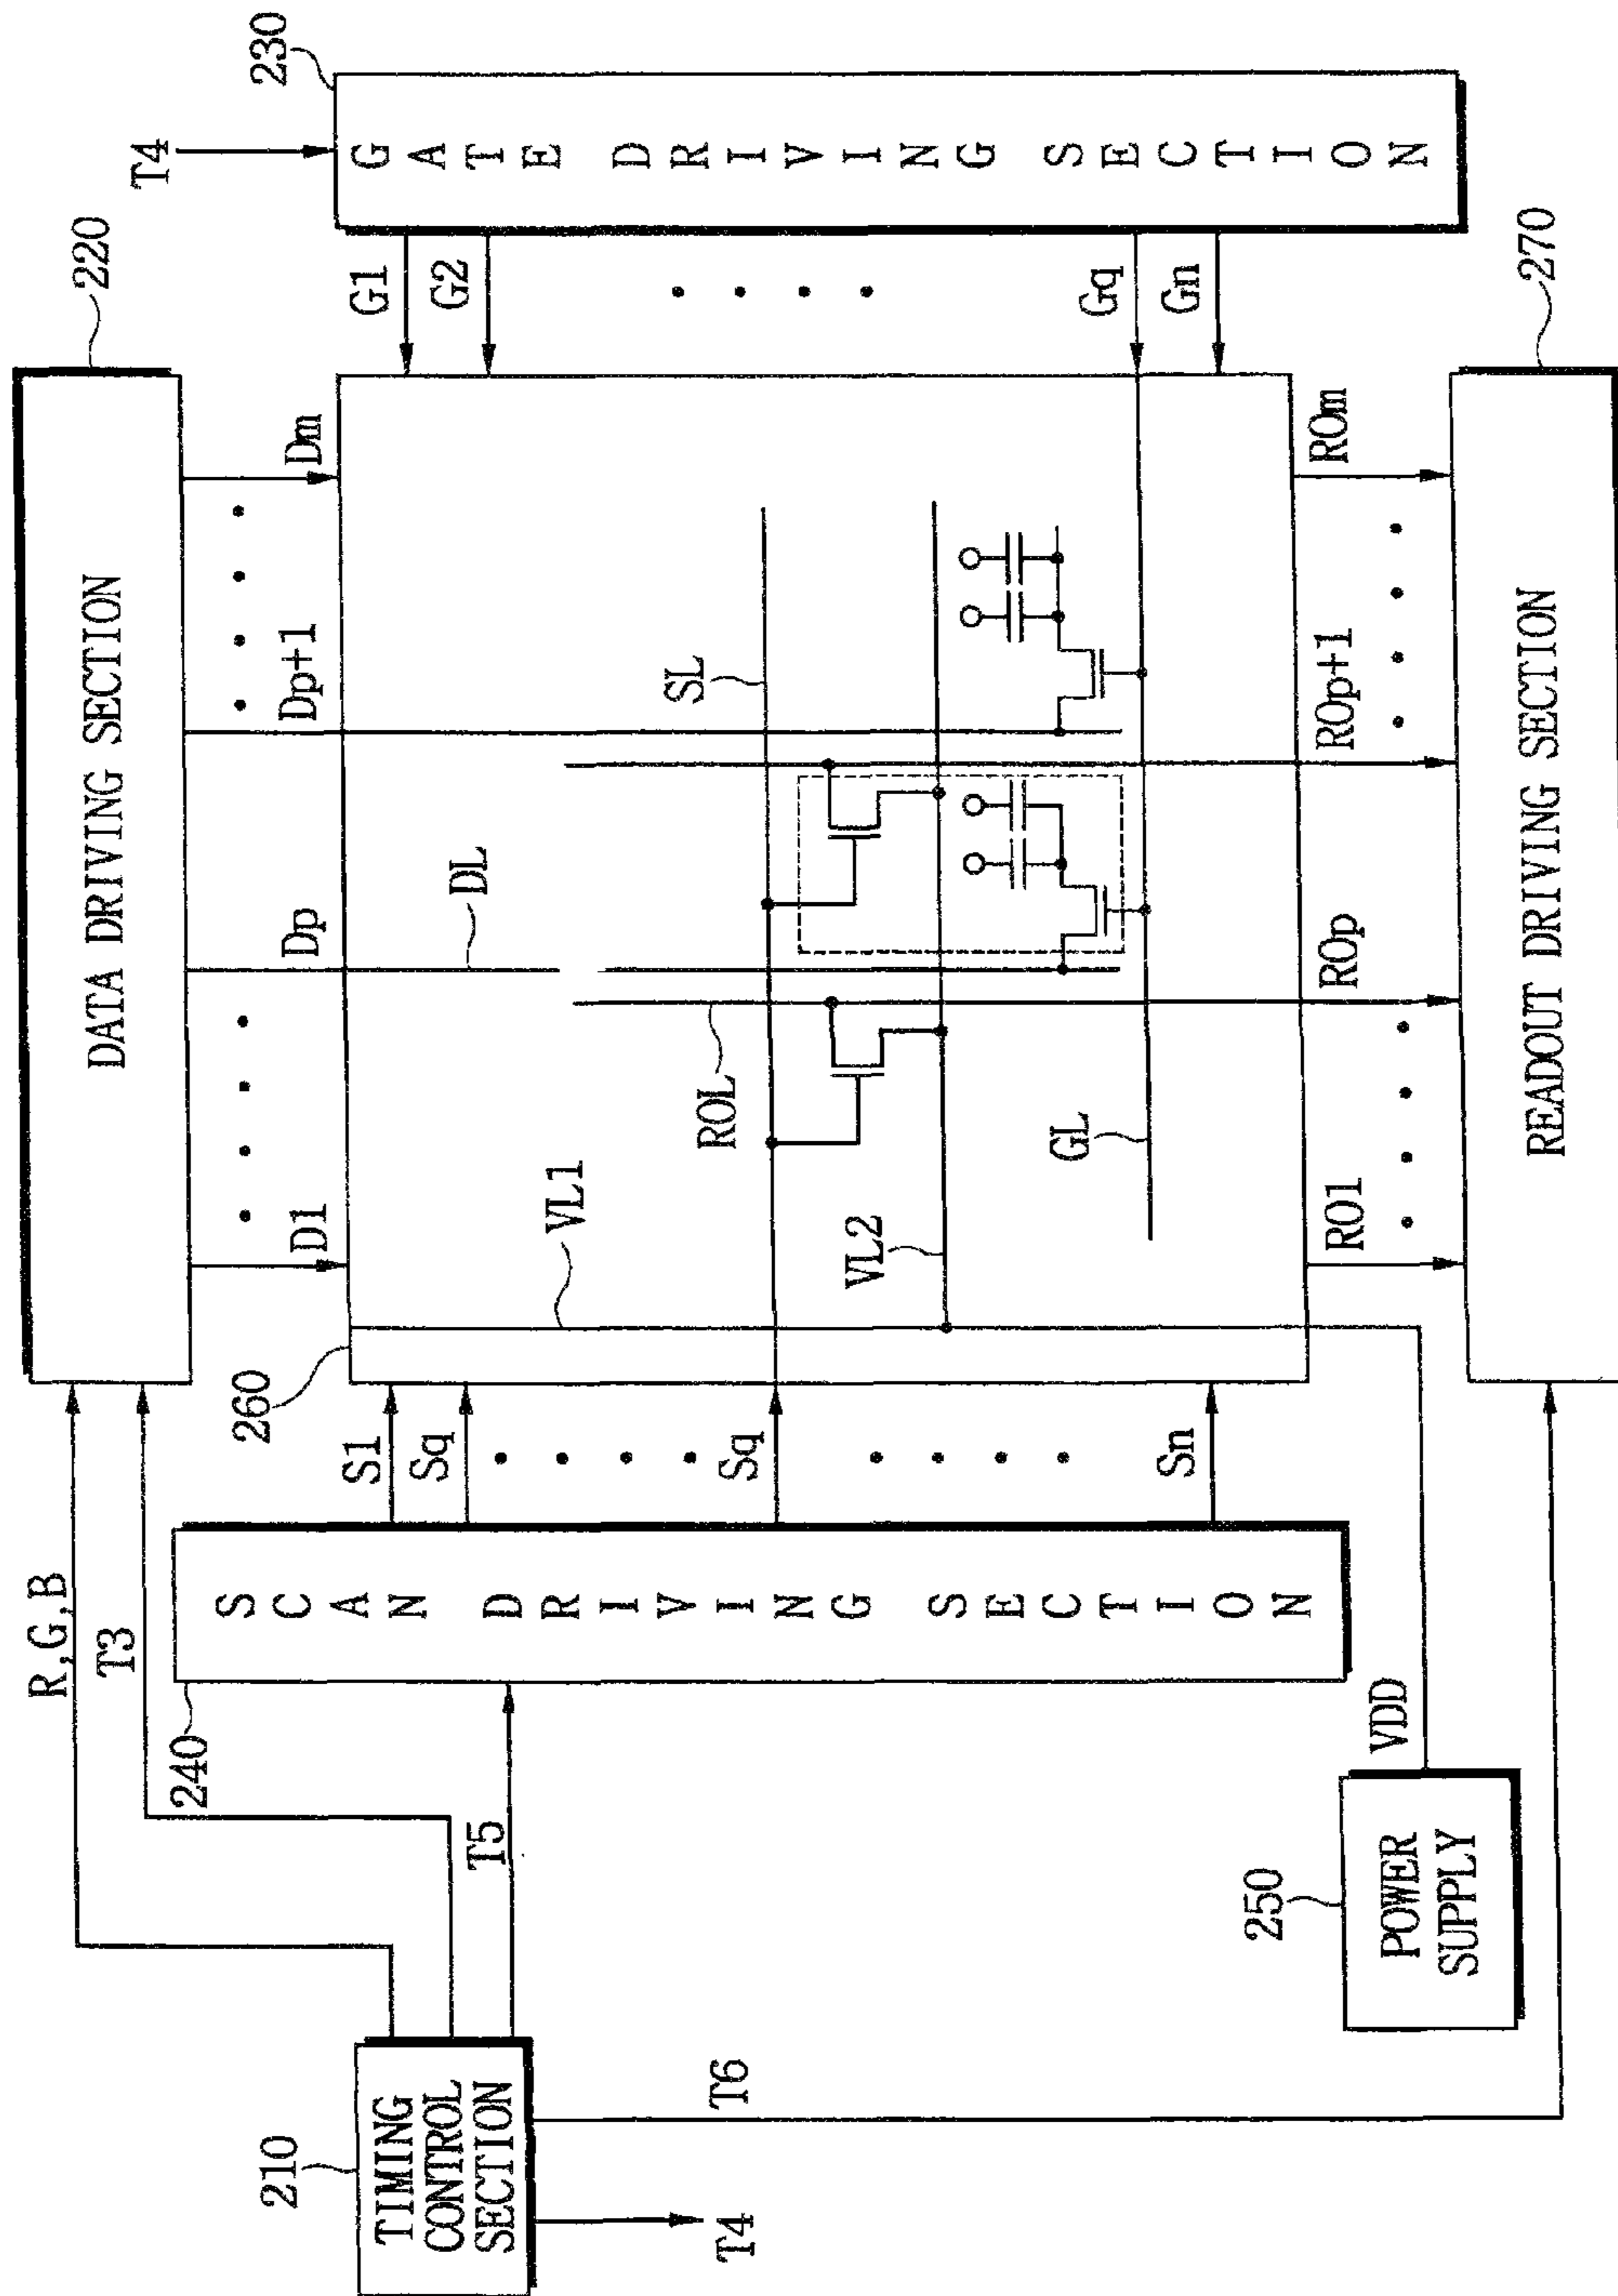 220
DATA DRIVING SECTION
R,G,B
T3
D1
Dp
Dp+1
Dm
T4
230
GATE DRIVING SECTION
G1
G2
Gq
Gn
260
VL1
DL
SL
ROL
VL2
GL
240
SCAN DRIVING SECTION
S1
Sq
Sq
Sn
210
TIMING
CONTROL
SECTION
T5
T6
T4
250
POWER
SUPPLY
VDD
RO1
ROp
ROp+1
ROm
270
READOUT DRIVING SECTION